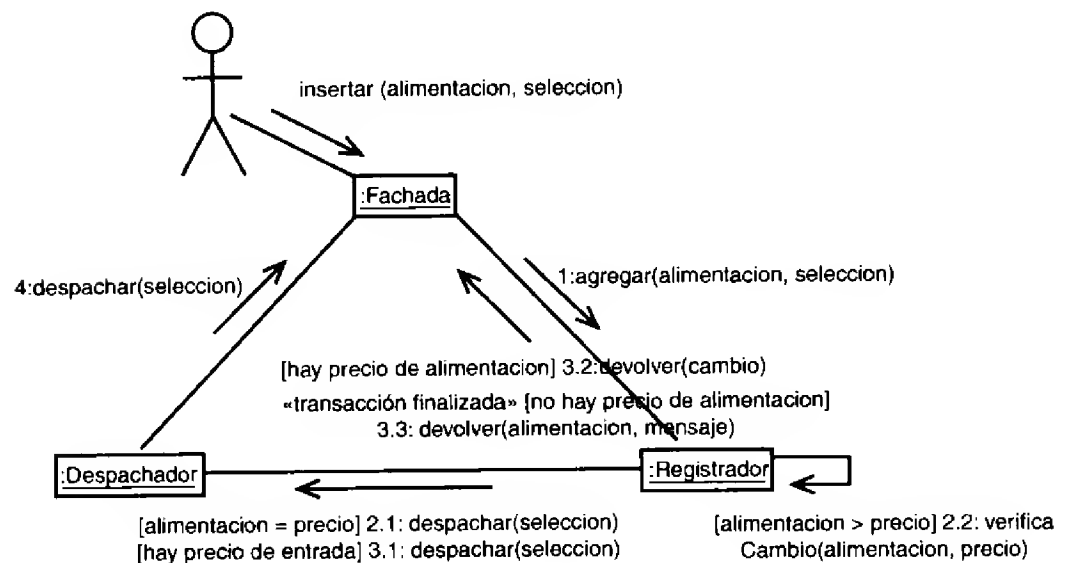 insertar (alimentacion, seleccion)
:Fachada
4:despachar(seleccion)
1:agregar(alimentacion, seleccion)
[hay precio de alimentacion] 3.2:devolver(cambio)
«transacción finalizada» [no hay precio de alimentacion]
3.3: devolver(alimentacion, mensaje)
:Despachador
:Registrador
[alimentacion = precio] 2.1: despachar(seleccion)
[hay precio de entrada] 3.1: despachar(seleccion)
[alimentacion > precio] 2.2: verifica
Cambio(alimentacion, precio)